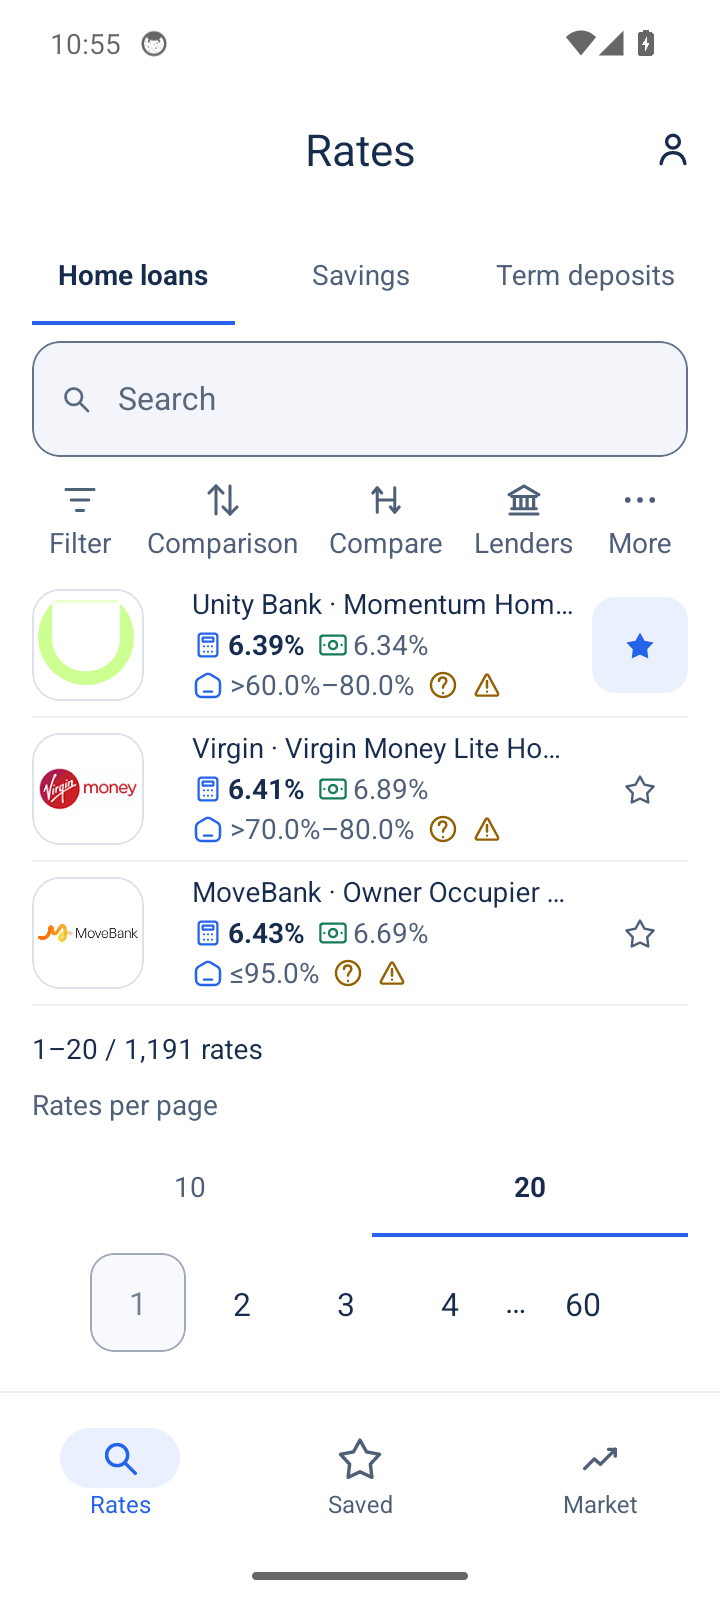 10:55
Rates
Home loans
Savings
Term deposits
Search
Filter
Comparison
Compare
Lenders
More
Unity Bank · Momentum Hom...
6.39% 6.34%
>60.0%–80.0%
Virgin money
Virgin · Virgin Money Lite Ho...
6.41% 6.89%
>70.0%–80.0%
MoveBank
MoveBank · Owner Occupier ...
6.43% 6.69%
≤95.0%
1–20 / 1,191 rates
Rates per page
10 20
1 2 3 4 ... 60
Rates
Saved
Market